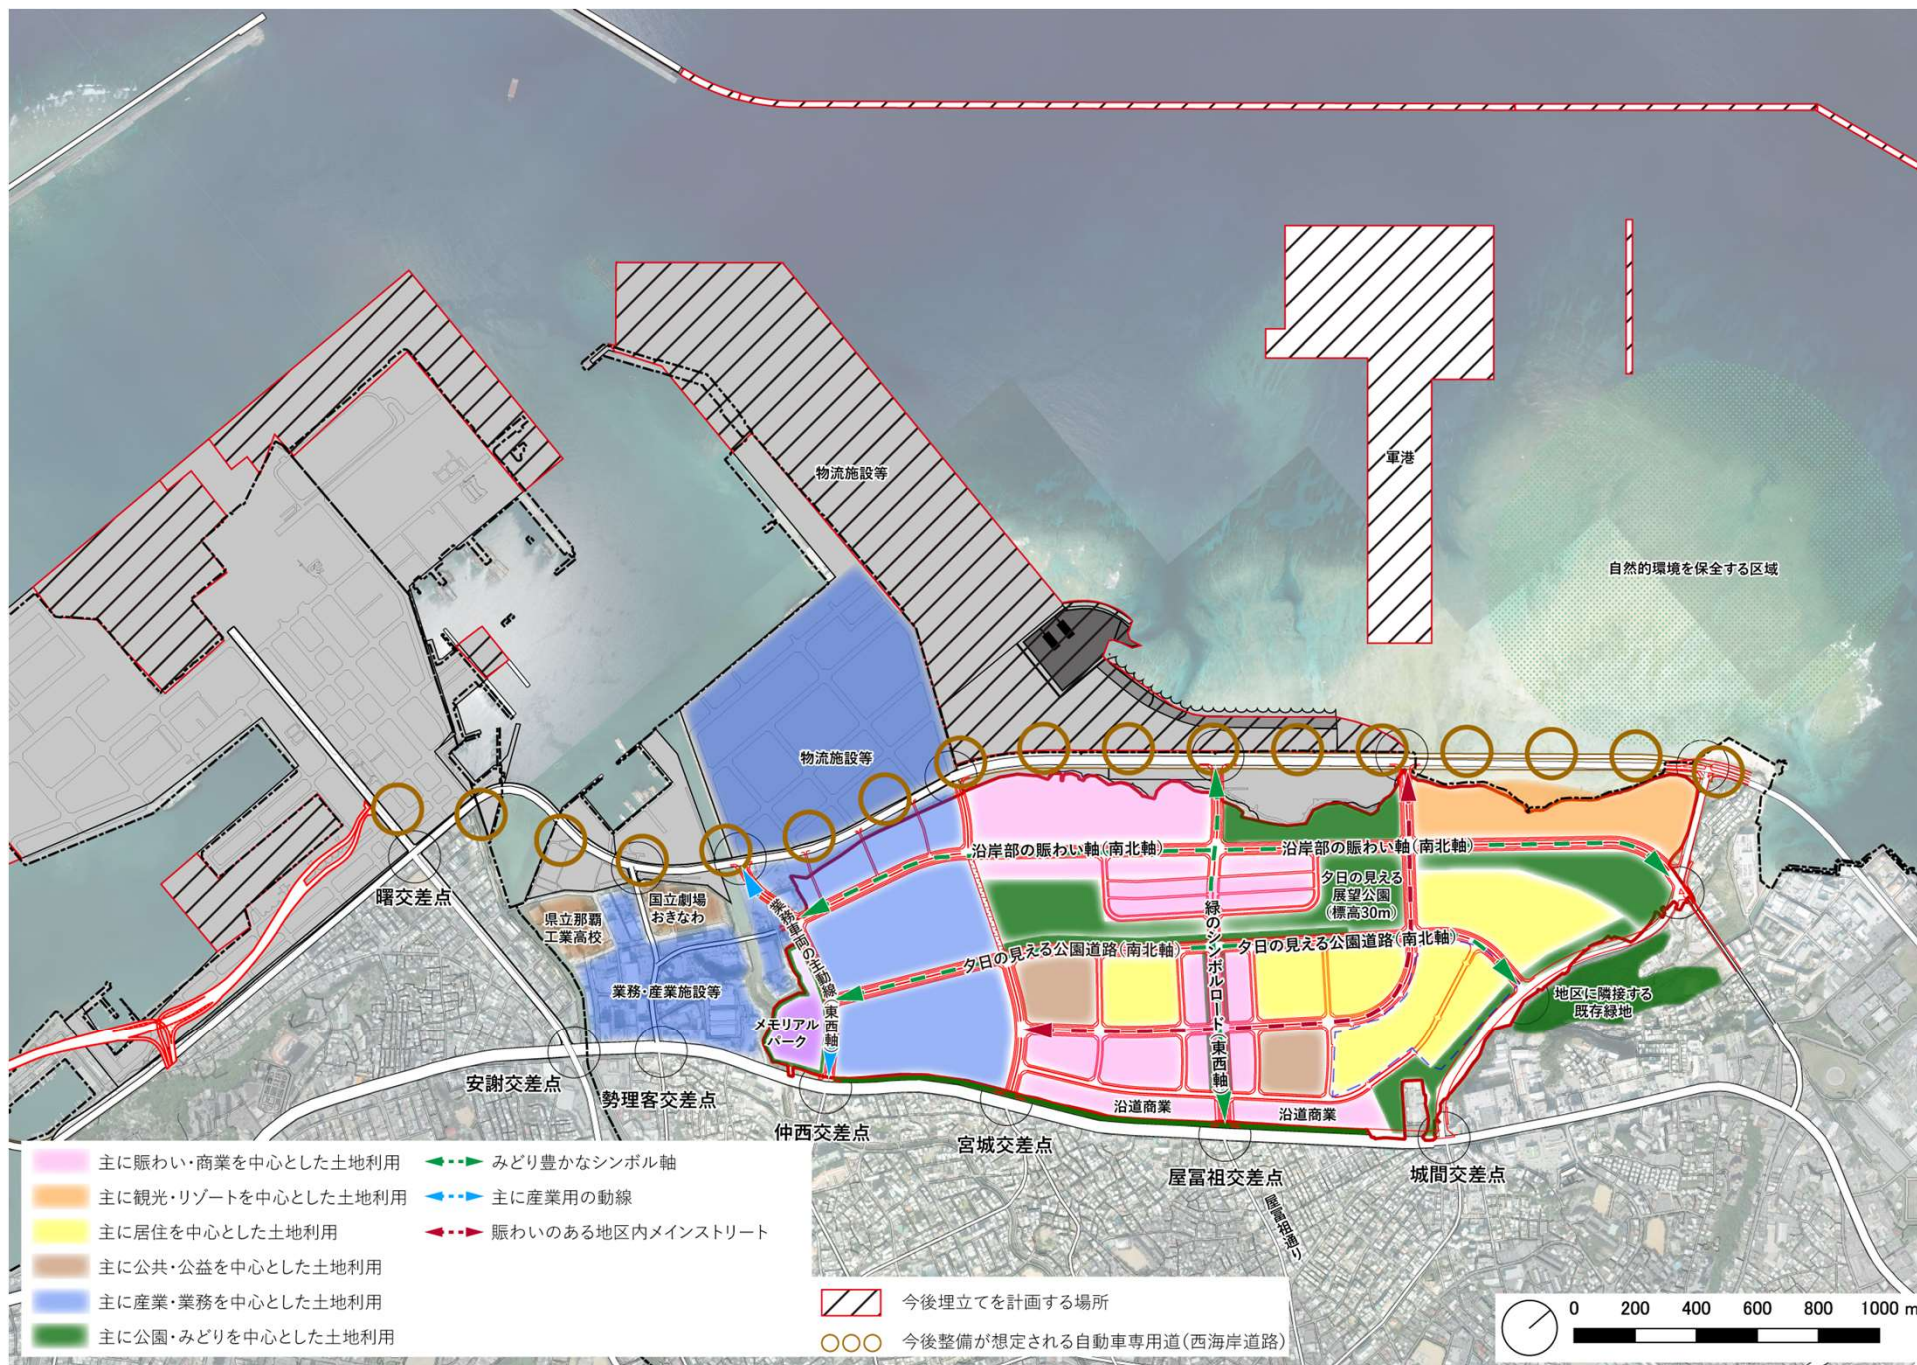 軍港
物流施設等
自然的環境を保全する区域
物流施設等
沿岸部の賑わい軸(南北軸)
沿岸部の賑わい軸(南北軸)
曙交差点
県立那覇
工業高校
国立劇場
おきなわ
夕日の見える
展望公園
(標高30m)
業務車両の主動線(東西軸)
緑のシンボルロード(東西軸)
夕日の見える公園道路(南北軸)
夕日の見える公園道路(南北軸)
業務・産業施設等
地区に隣接する
既存緑地
メモリアル
パーク
安謝交差点
勢理客交差点
沿道商業
沿道商業
仲西交差点
宮城交差点
屋冨祖交差点
城間交差点
屋冨祖通り
主に賑わい・商業を中心とした土地利用
主に観光・リゾートを中心とした土地利用
主に居住を中心とした土地利用
主に公共・公益を中心とした土地利用
主に産業・業務を中心とした土地利用
主に公園・みどりを中心とした土地利用
みどり豊かなシンボル軸
主に産業用の動線
賑わいのある地区内メインストリート
今後埋立てを計画する場所
今後整備が想定される自動車専用道(西海岸道路)
0 200 400 600 800 1000 m